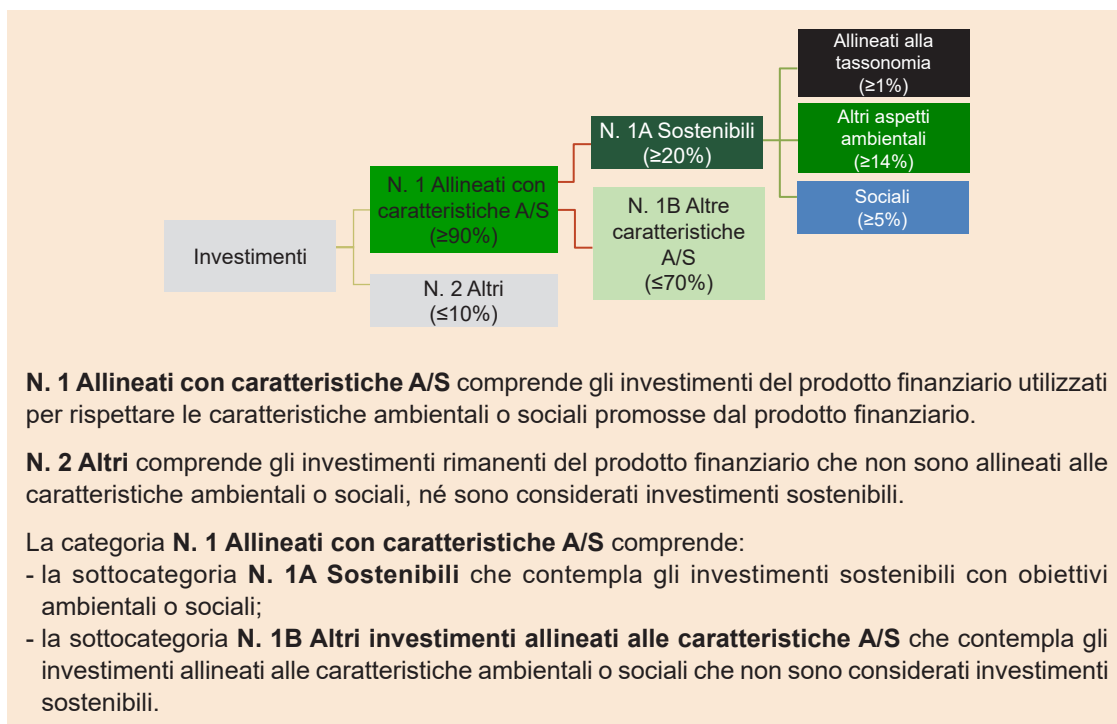 Allineati alla
tassonomia
(≥1%)
N. 1A Sostenibili
(≥20%)
Altri aspetti
ambientali
(≥14%)
N. 1 Allineati con
caratteristiche A/S
(≥90%)
N. 1B Altre
caratteristiche
A/S
(≤70%)
Sociali
(≥5%)
Investimenti
N. 2 Altri
(≤10%)
N. 1 Allineati con caratteristiche A/S comprende gli investimenti del prodotto finanziario utilizzati
per rispettare le caratteristiche ambientali o sociali promosse dal prodotto finanziario.
N. 2 Altri comprende gli investimenti rimanenti del prodotto finanziario che non sono allineati alle
caratteristiche ambientali o sociali, né sono considerati investimenti sostenibili.
La categoria N. 1 Allineati con caratteristiche A/S comprende:
- la sottocategoria N. 1A Sostenibili che contempla gli investimenti sostenibili con obiettivi
ambientali o sociali;
- la sottocategoria N. 1B Altri investimenti allineati alle caratteristiche A/S che contempla gli
investimenti allineati alle caratteristiche ambientali o sociali che non sono considerati investimenti
sostenibili.